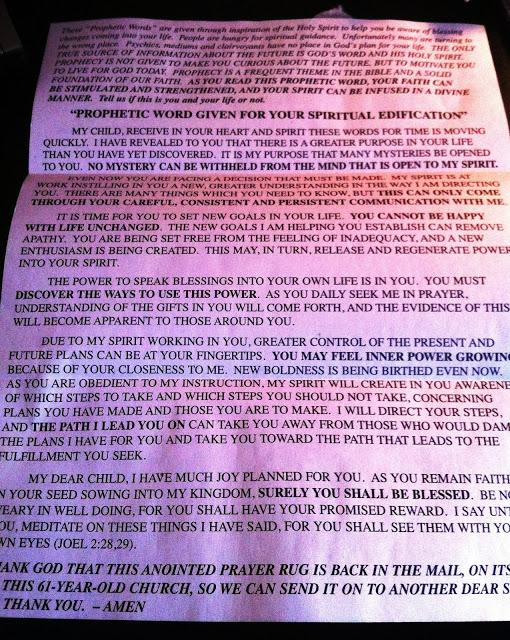 These "Prophetic Words" are given through inspiration of the Holy Spirit to help you be aware of blessing
changes coming into your life. People are hungry for spiritual guidance. Unfortunately many are turning to
the wrong place. Psychics, mediums and clairvoyants have no place in God's plan for your life. THE ONLY
TRUE SOURCE OF INFORMATION ABOUT THE FUTURE IS GOD'S WORD AND HIS HOLY SPIRIT.
PROPHECY IS NOT GIVEN TO MAKE YOU CURIOUS ABOUT THE FUTURE, BUT TO MOTIVATE YOU
TO LIVE FOR GOD TODAY. PROPHECY IS A FREQUENT THEME IN THE BIBLE AND A SOLID
FOUNDATION OF OUR FAITH. AS YOU READ THIS PROPHETIC WORD, YOUR FAITH CAN
BE STIMULATED AND STRENGTHENED, AND YOUR SPIRIT CAN BE INFUSED IN A DIVINE
MANNER. Tell us if this is you and your life or not.
"PROPHETIC WORD GIVEN FOR YOUR SPIRITUAL EDIFICATION"
MY CHILD, RECEIVE IN YOUR HEART AND SPIRIT THESE WORDS FOR TIME IS MOVING
QUICKLY. I HAVE REVEALED TO YOU THAT THERE IS A GREATER PURPOSE IN YOUR LIFE
THAN YOU HAVE YET DISCOVERED. IT IS MY PURPOSE THAT MANY MYSTERIES BE OPENED
TO YOU. NO MYSTERY CAN BE WITHHELD FROM THE MIND THAT IS OPEN TO MY SPIRIT.
EVEN NOW YOU ARE FACING A DECISION THAT MUST BE MADE. MY SPIRIT IS AT
WORK INSTILLING IN YOU A NEW, GREATER UNDERSTANDING IN THE WAY I AM DIRECTING
YOU. THERE ARE MANY THINGS WHICH YOU NEED TO KNOW, BUT THIS CAN ONLY COME
THROUGH YOUR CAREFUL, CONSISTENT AND PERSISTENT COMMUNICATION WITH ME.
IT IS TIME FOR YOU TO SET NEW GOALS IN YOUR LIFE. YOU CANNOT BE HAPPY
WITH LIFE UNCHANGED. THE NEW GOALS I AM HELPING YOU ESTABLISH CAN REMOVE
APATHY. YOU ARE BEING SET FREE FROM THE FEELING OF INADEQUACY, AND A NEW
ENTHUSIASM IS BEING CREATED. THIS MAY, IN TURN, RELEASE AND REGENERATE POWER
INTO YOUR SPIRIT.
THE POWER TO SPEAK BLESSINGS INTO YOUR OWN LIFE IS IN YOU. YOU MUST
DISCOVER THE WAYS TO USE THIS POWER. AS YOU DAILY SEEK ME IN PRAYER,
UNDERSTANDING OF THE GIFTS IN YOU WILL COME FORTH, AND THE EVIDENCE OF THIS
WILL BECOME APPARENT TO THOSE AROUND YOU.
DUE TO MY SPIRIT WORKING IN YOU, GREATER CONTROL OF THE PRESENT AND
FUTURE PLANS CAN BE AT YOUR FINGERTIPS. YOU MAY FEEL INNER POWER GROWIN
BECAUSE OF YOUR CLOSENESS TO ME. NEW BOLDNESS IS BEING BIRTHED EVEN NOW.
AS YOU ARE OBEDIENT TO MY INSTRUCTION, MY SPIRIT WILL CREATE IN YOU AWARENE
OF WHICH STEPS TO TAKE AND WHICH STEPS YOU SHOULD NOT TAKE, CONCERNING
PLANS YOU HAVE MADE AND THOSE YOU ARE TO MAKE. I WILL DIRECT YOUR STEPS,
AND THE PATH I LEAD YOU ON CAN TAKE YOU AWAY FROM THOSE WHO WOULD DAM
THE PLANS I HAVE FOR YOU AND TAKE YOU TOWARD THE PATH THAT LEADS TO THE
FULFILLMENT YOU SEEK.
MY DEAR CHILD, I HAVE MUCH JOY PLANNED FOR YOU. AS YOU REMAIN FAITH
N YOUR SEED SOWING INTO MY KINGDOM, SURELY YOU SHALL BE BLESSED. BE NO
WEARY IN WELL DOING, FOR YOU SHALL HAVE YOUR PROMISED REWARD. I SAY UNT
OU, MEDITATE ON THESE THINGS I HAVE SAID, FOR YOU SHALL SEE THEM WITH YO
WN EYES (JOEL 2:28,29).
HANK GOD THAT THIS ANOINTED PRAYER RUG IS BACK IN THE MAIL, ON ITS
THIS 61-YEAR-OLD CHURCH, SO WE CAN SEND IT ON TO ANOTHER DEAR S
THANK YOU. – AMEN